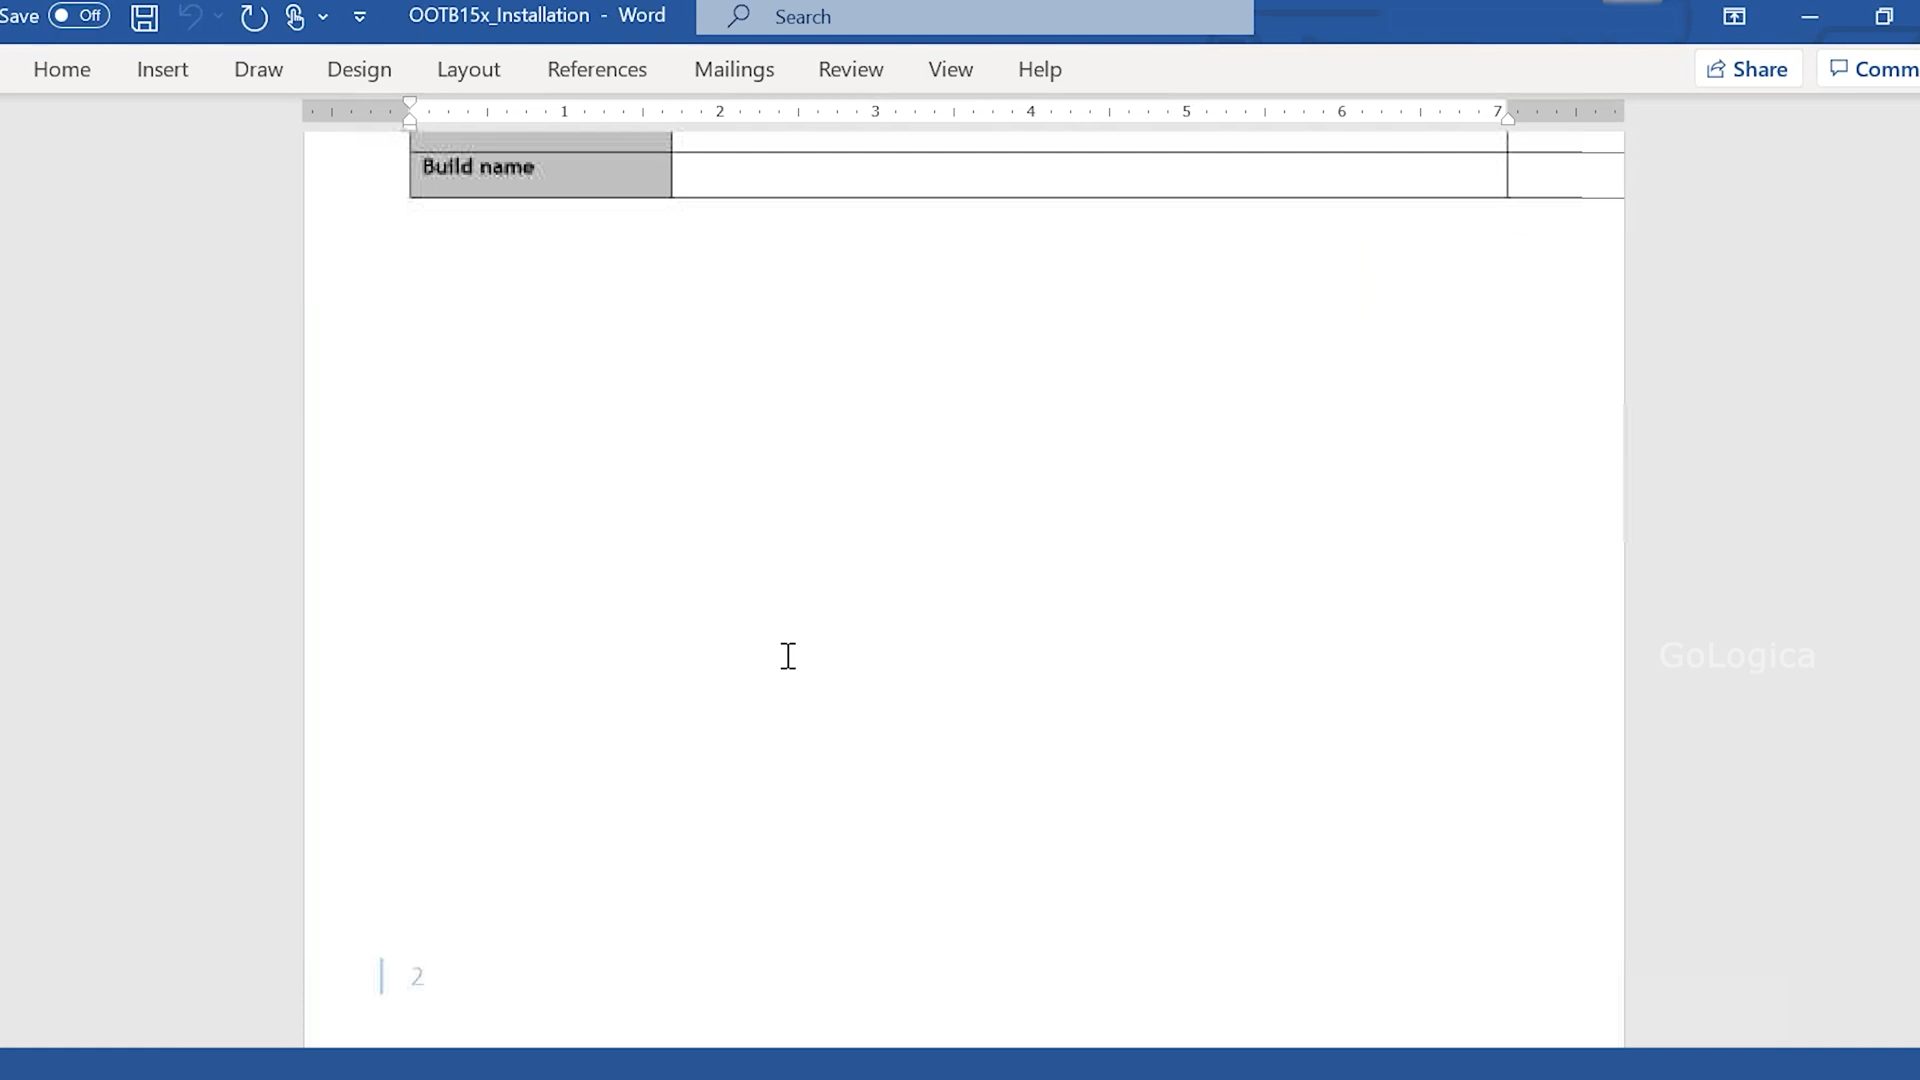 Save Off OOTB15x_Installation - Word Search
Home Insert Draw Design Layout References Mailings Review View Help Share Comm
1 2 3 4 5 6 7
Build name
GoLogica
2